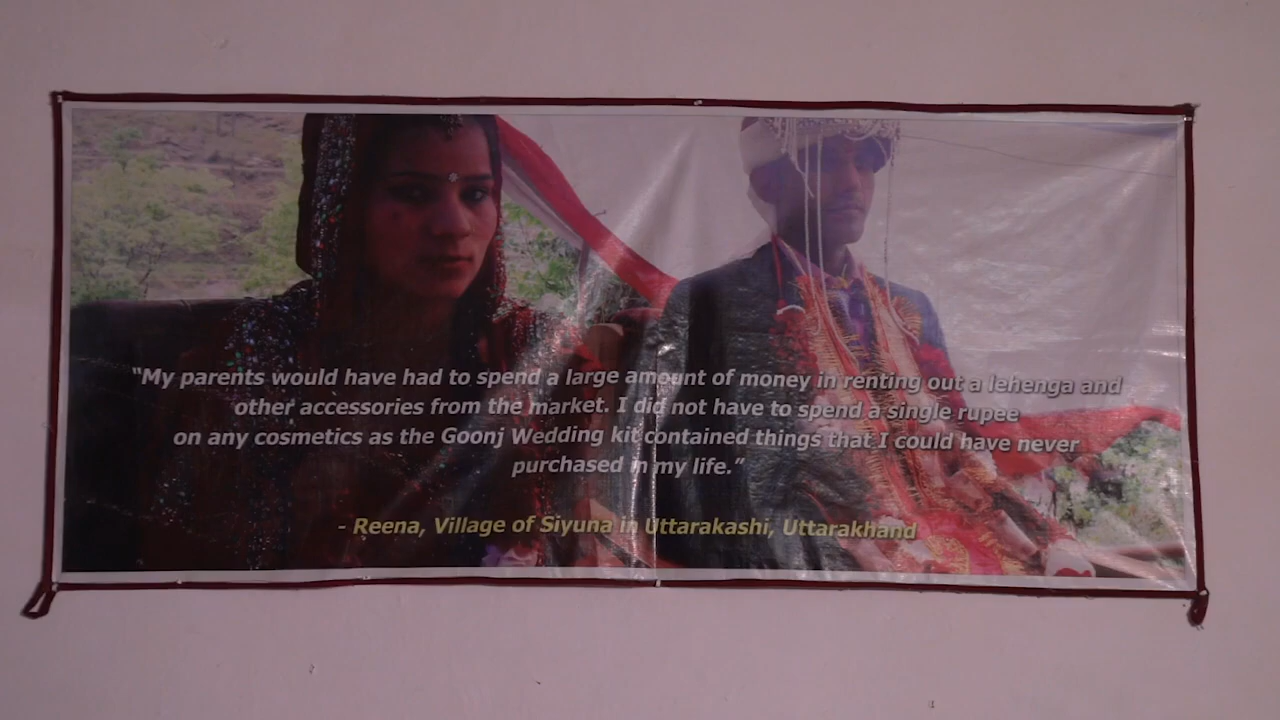 “My parents would have had to spend a large amount of money in renting out a lehenga and
other accessories from the market. I did not have to spend a single rupee
on any cosmetics as the Goonj Wedding kit contained things that I could have never
purchased in my life.”
- Reena, Village of Siyuna in Uttarakashi, Uttarakhand